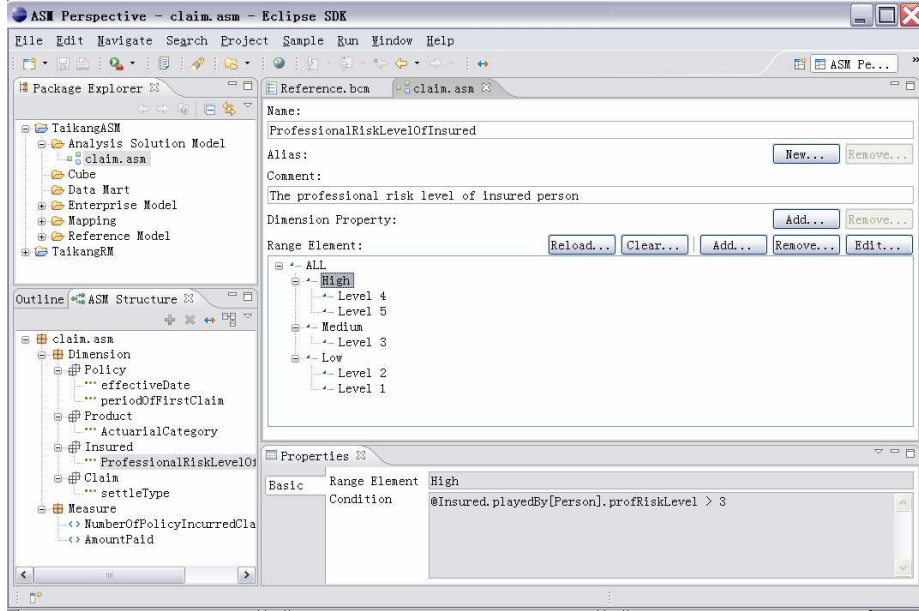 ASM Perspective - claim.asm - Eclipse SDK
File Edit Navigate Search Project Sample Run Window Help
ASM Pe...
Package Explorer
TaikangASM
Analysis Solution Model
claim.asm
Cube
Data Mart
Enterprise Model
Mapping
Reference Model
TaikangRM
Outline ASM Structure
claim.asm
Dimension
Policy
effectiveDate
periodOfFirstClaim
Product
ActuarialCategory
Insured
ProfessionalRiskLevelOf
Claim
settleType
Measure
NumberOfPolicyIncurredCla
AmountPaid
Reference.bcm claim.asm
Name:
ProfessionalRiskLevelOfInsured
Alias: New... Remove...
Comment:
The professional risk level of insured person
Dimension Property: Add... Remove...
Range Element: Reload... Clear... Add... Remove... Edit...
ALL
High
Level 4
Level 5
Medium
Level 3
Low
Level 2
Level 1
Properties
Basic
Range Element High
Condition @Insured.playedBy[Person].profRiskLevel > 3